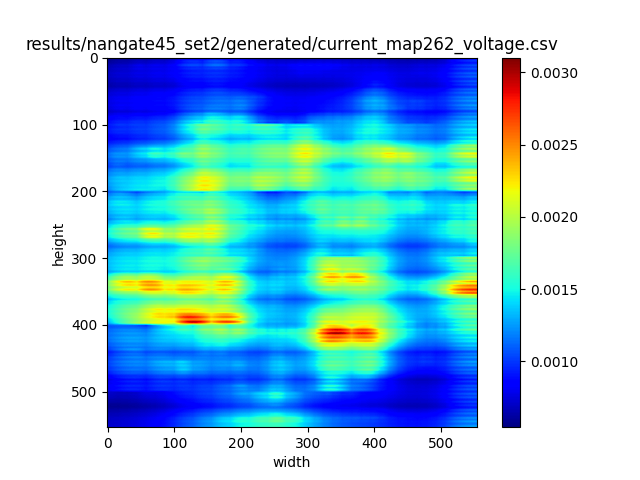 results/nangate45_set2/generated/current_map262_voltage.csv
0
100
200
300
400
500
height
0 100 200 300 400 500
width
0.0030
0.0025
0.0020
0.0015
0.0010